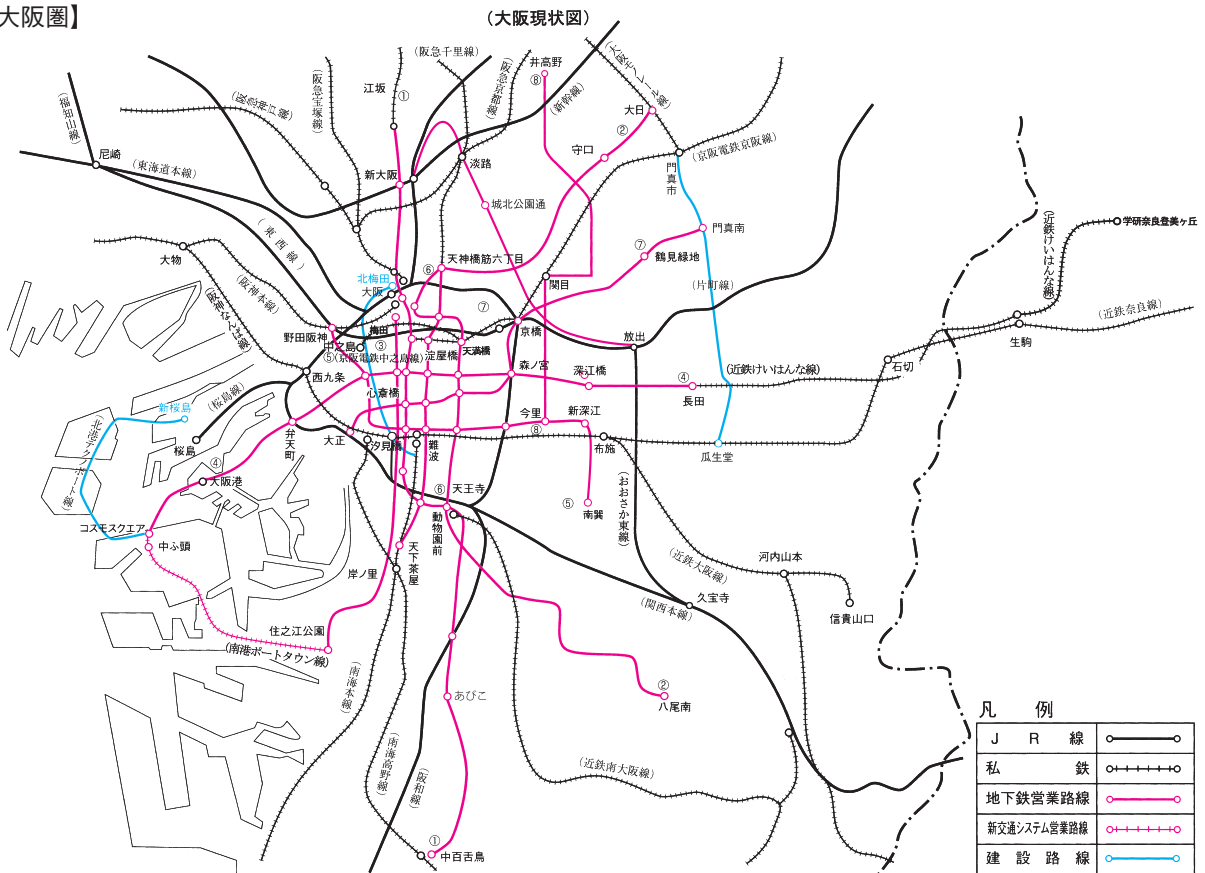 大阪圏】
(大阪現状図)
(阪急千里線)
井高野
⑧
(大阪モノレール線)
江坂
①
(阪急宝塚線)
(阪急京都線)
(新幹線)
大日
②
(福知山線)
(阪急神戸線)
守口
(京阪電鉄京阪線)
尼崎
(東海道本線)
新大阪
淡路
門真市
城北公園通
学研奈良登美ヶ丘
(近鉄けいはんな線)
(東西線)
門真南
⑦
鶴見緑地
大物
⑥
天神橋筋六丁目
北梅田
大阪
関目
(片町線)
(阪神本線)
阪神なんば線)
⑦
(近鉄奈良線)
野田阪神
梅田
京橋
放出
生駒
中之島
③
淀屋橋
天満橋
⑤(京阪電鉄中之島線)
森ノ宮
深江橋
④
(近鉄けいはんな線)
石切
西九条
心斎橋
長田
(桜島線)
新桜島
今里
新深江
(北港テクノポート線)
弁天町
大正
⑧
桜島
汐見橋
難波
布施
瓜生堂
④
大阪港
⑥
天王寺
(おおさか東線)
⑤
南巽
コスモスクエア
動物園前
中ふ頭
天下茶屋
(近鉄大阪線)
河内山本
岸ノ里
(関西本線)
久宝寺
信貴山口
住之江公園
(南港ポートタウン線)
(南海本線)
②
八尾南
あびこ
(南海高野線)
(阪和線)
(近鉄南大阪線)
①
中百舌鳥
凡 例
J R 線
私 鉄
地下鉄営業路線
新交通システム営業路線
建設路線